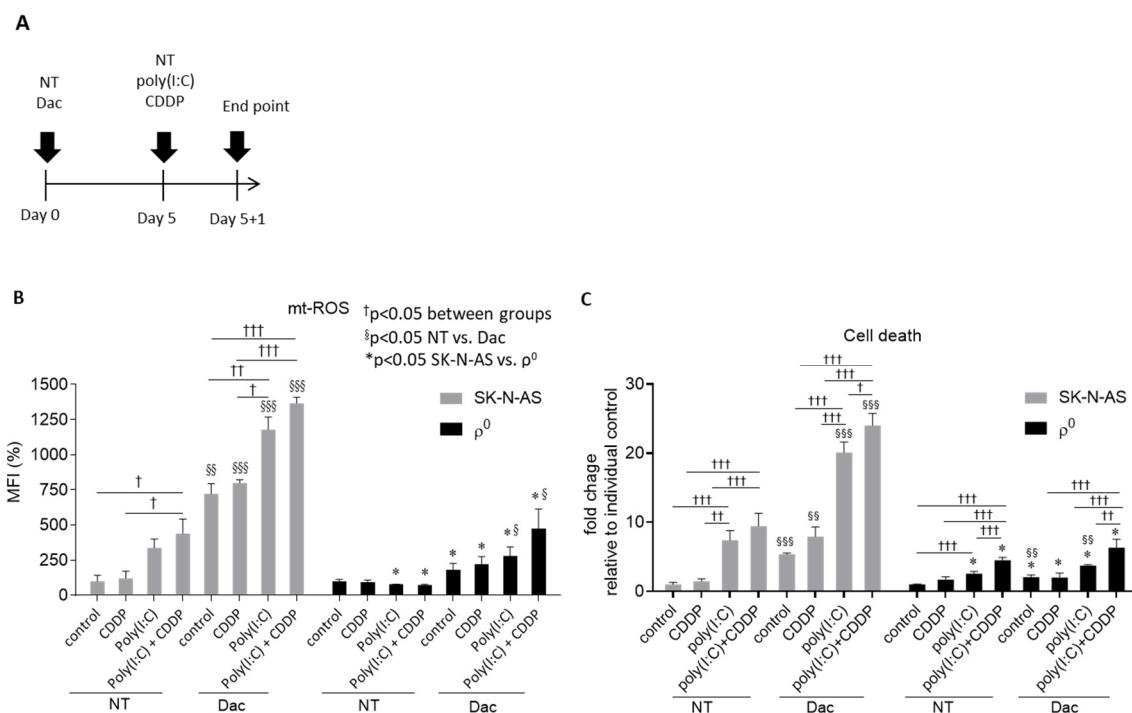 A
NT
Dac
NT
poly(I:C)
CDDP
End point
Day 0
Day 5
Day 5+1
B
mt-ROS
†p<0.05 between groups
§p<0.05 NT vs. Dac
*p<0.05 SK-N-AS vs. ρ⁰
†††
†††
††
†
†
†
§§
§§§
§§§
§§§
*
*
*
*
*§
*§
SK-N-AS
ρ⁰
MFI (%)
1500
1250
1000
750
500
250
0
control
CDDP
Poly(I:C)
Poly(I:C) + CDDP
control
CDDP
Poly(I:C)
Poly(I:C) + CDDP
control
CDDP
Poly(I:C)
Poly(I:C) + CDDP
control
CDDP
Poly(I:C)
Poly(I:C) + CDDP
NT
Dac
NT
Dac
C
Cell death
†††
†††
†
†††
†††
†††
†††
†††
††
§§§
§§
§§§
§§§
†††
†††
†††
†††
*
*
†††
†††
††
§§
*
*
§§
*
*
SK-N-AS
ρ⁰
fold chage
relative to individual control
30
20
10
0
control
CDDP
poly(I:C)
poly(I:C)+CDDP
control
CDDP
poly(I:C)
poly(I:C)+CDDP
control
CDDP
poly(I:C)
poly(I:C)+CDDP
control
CDDP
poly(I:C)
poly(I:C)+CDDP
NT
Dac
NT
Dac